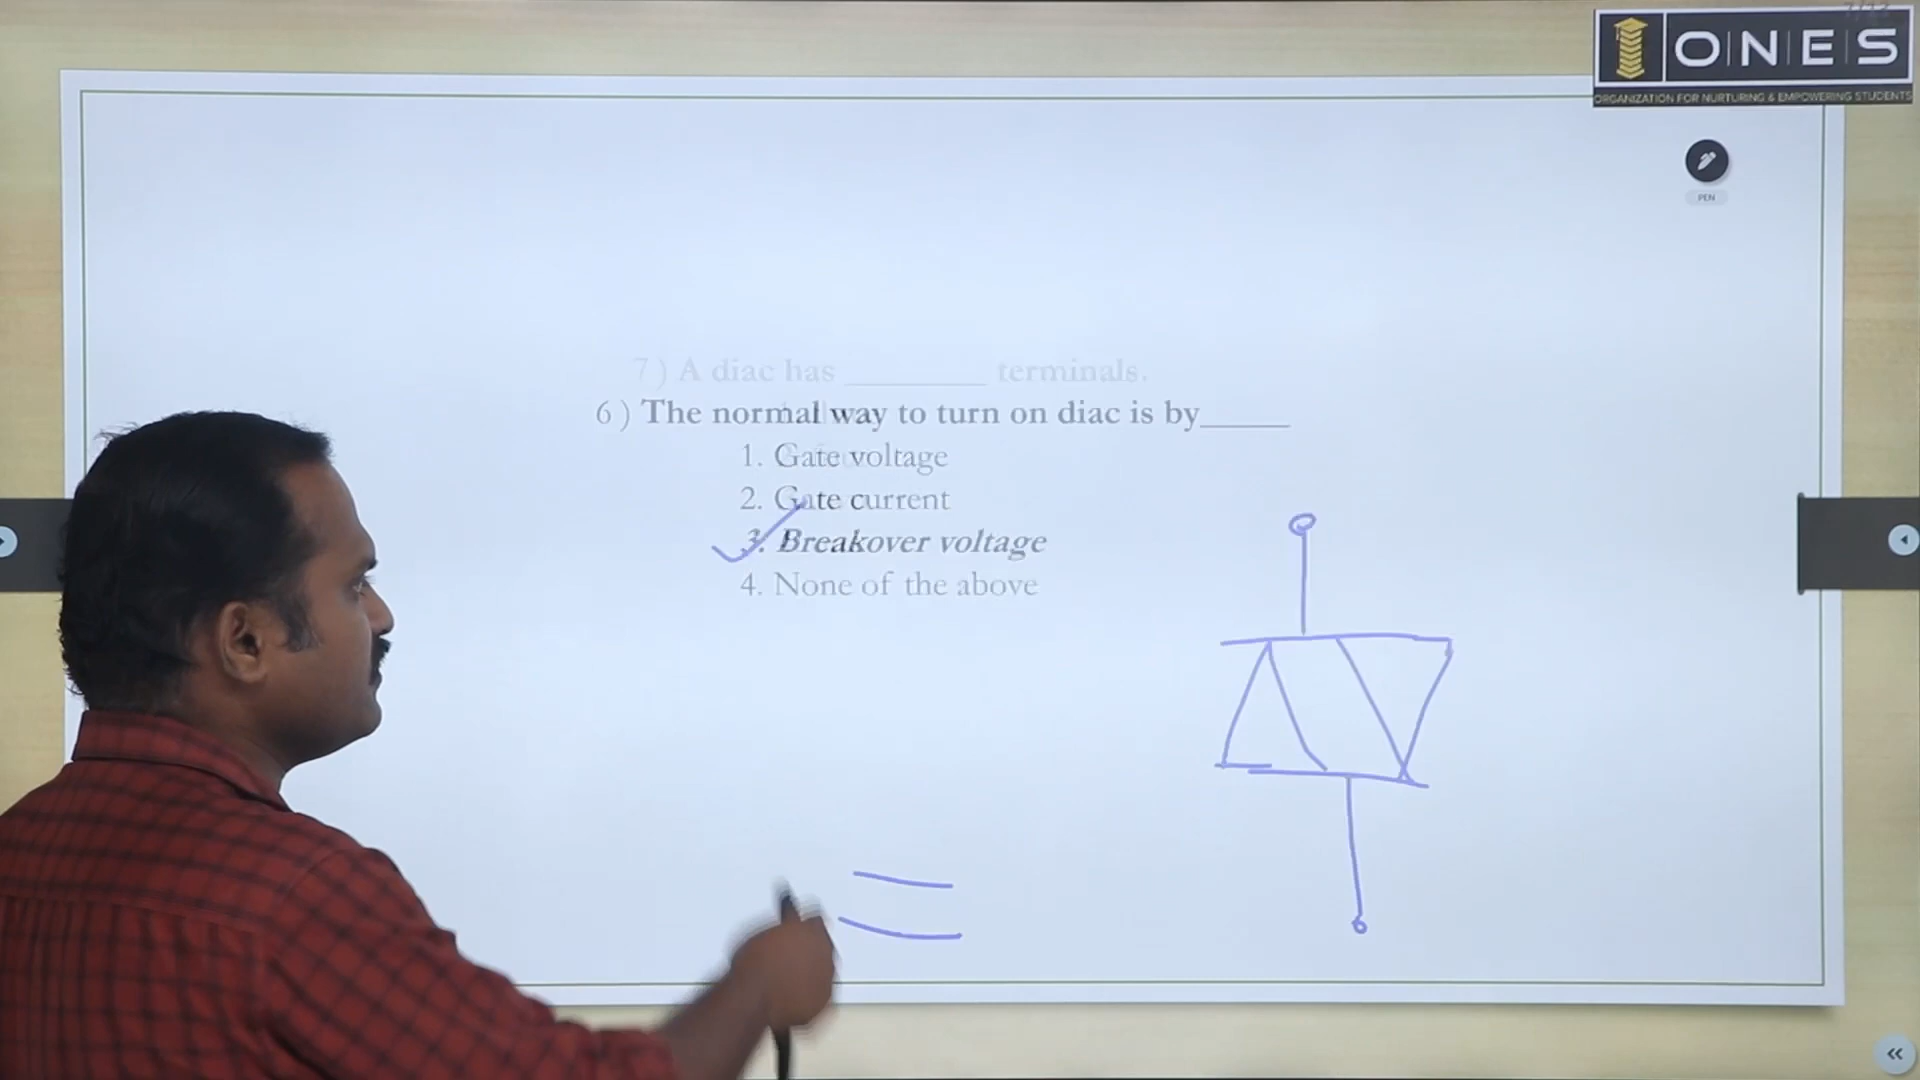 ONES
ORGANIZATION FOR NURTURING & EMPOWERING STUDENTS
PEN
7 ) A diac has ________ terminals.
6 ) The normal way to turn on diac is by_____
1. Gate voltage
2. Gate current
3. Breakover voltage
4. None of the above